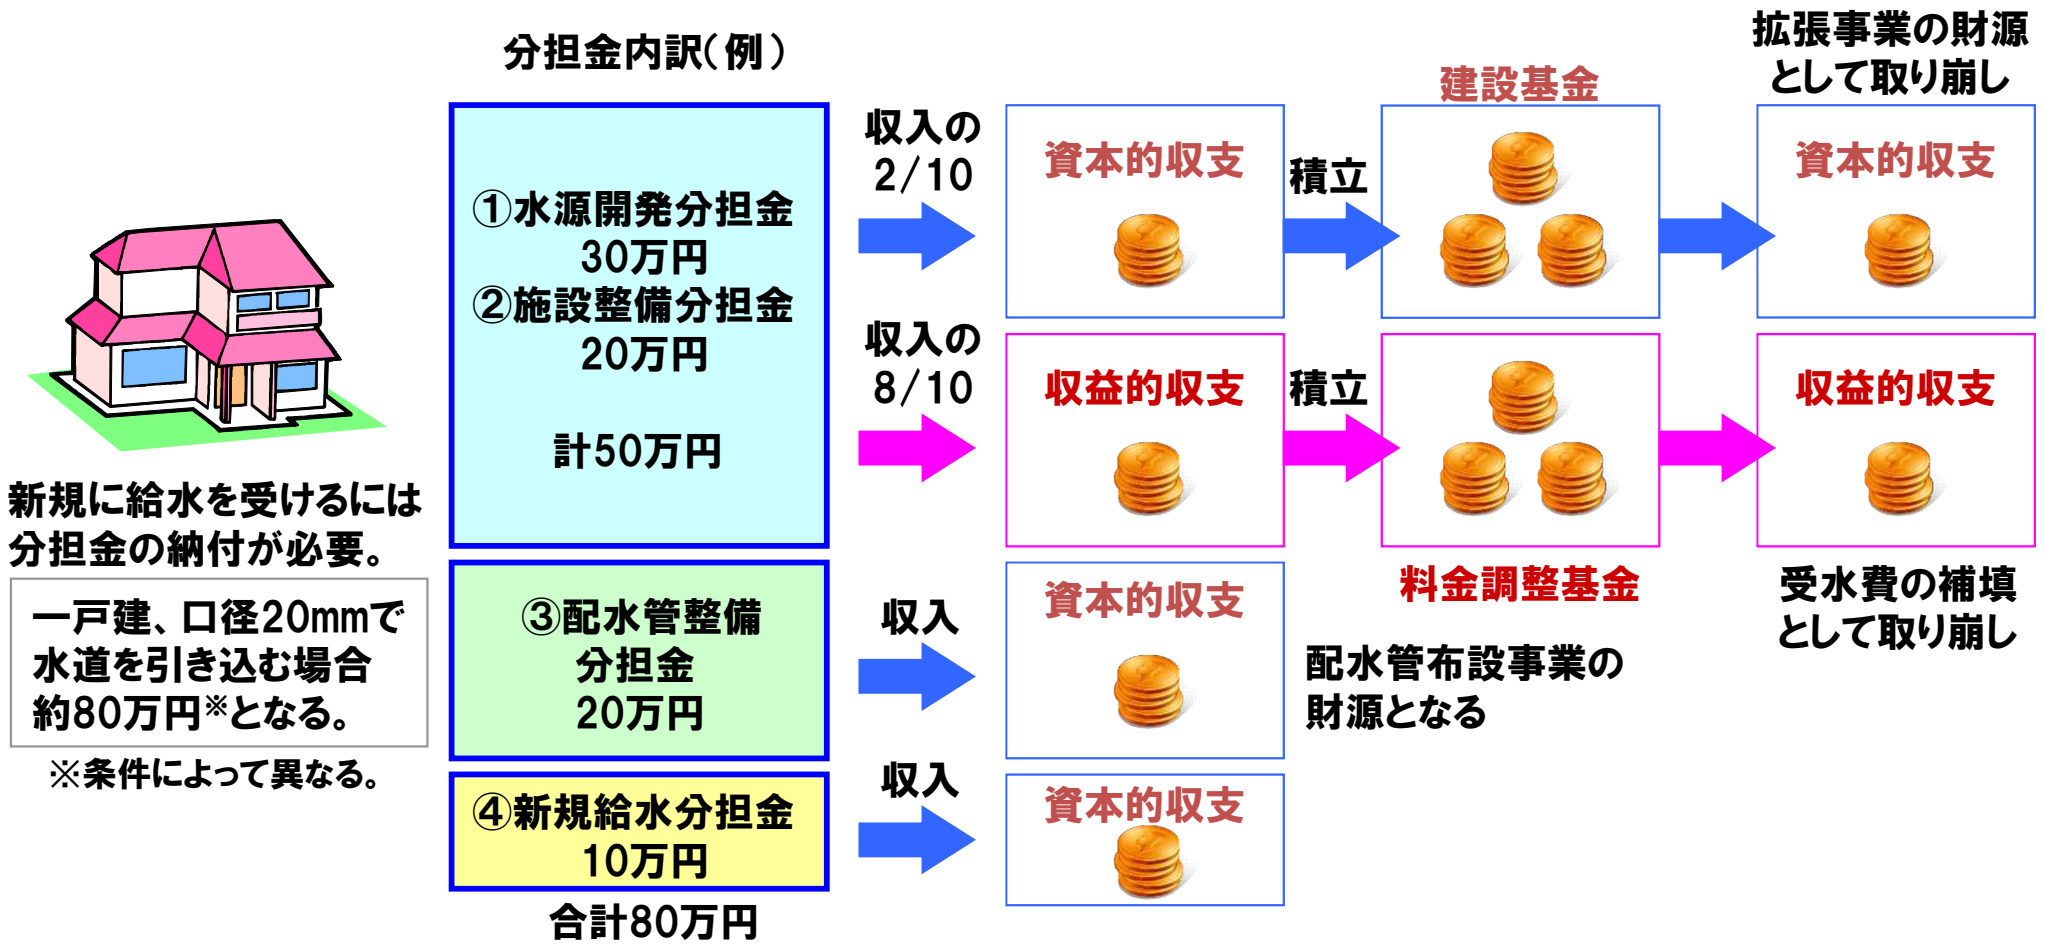 分担金内訳(例)
拡張事業の財源
として取り崩し
建設基金
収入の
2/10
資本的収支
積立
資本的収支
①水源開発分担金
30万円
②施設整備分担金
20万円
計50万円
収入の
8/10
収益的収支
積立
収益的収支
料金調整基金
受水費の補填
として取り崩し
新規に給水を受けるには
分担金の納付が必要。
一戸建、口径20mmで
水道を引き込む場合
約80万円※となる。
※条件によって異なる。
③配水管整備
分担金
20万円
収入
資本的収支
配水管布設事業の
財源となる
④新規給水分担金
10万円
収入
資本的収支
合計80万円